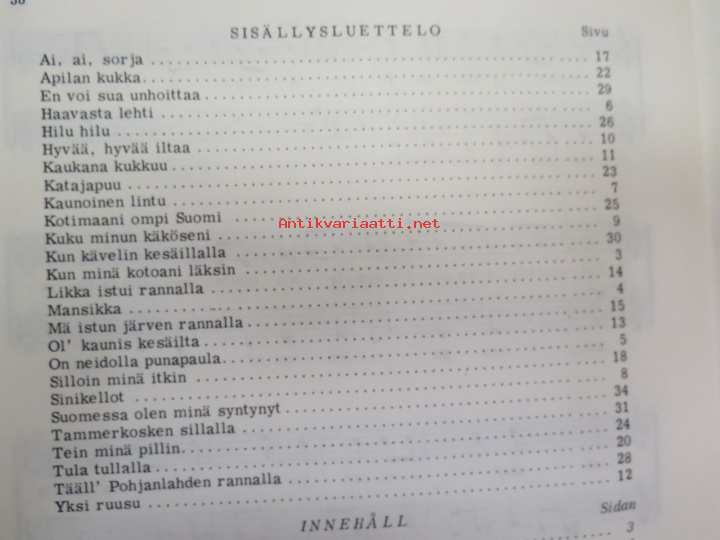 SISÄLLYSLUETTELO Sivu
Ai, ai, sorja 17
Apilan kukka 22
En voi sua unhoittaa 29
Haavasta lehti 6
Hilu hilu 26
Hyvää, hyvää iltaa 10
Kaukana kukkuu 11
Katajapuu 23
Kaunoinen lintu 7
Kotimaani ompi Suomi 25
Antikvariaatti.net
Kuku minun käköseni 9
Kun kävelin kesäillalla 30
Kun minä kotoani läksin 3
Likka istui rannalla 14
Mansikka 4
Mä istun järven rannalla 15
Ol' kaunis kesäilta 13
On neidolla punapaula 5
Silloin minä itkin 18
Sinikellot 8
Suomessa olen minä syntynyt 34
Tammerkosken sillalla 31
Tein minä pillin 24
Tula tullalla 20
Tääll' Pohjanlahden rannalla 28
Yksi ruusu 12
INNEHÅLL Sidan
3